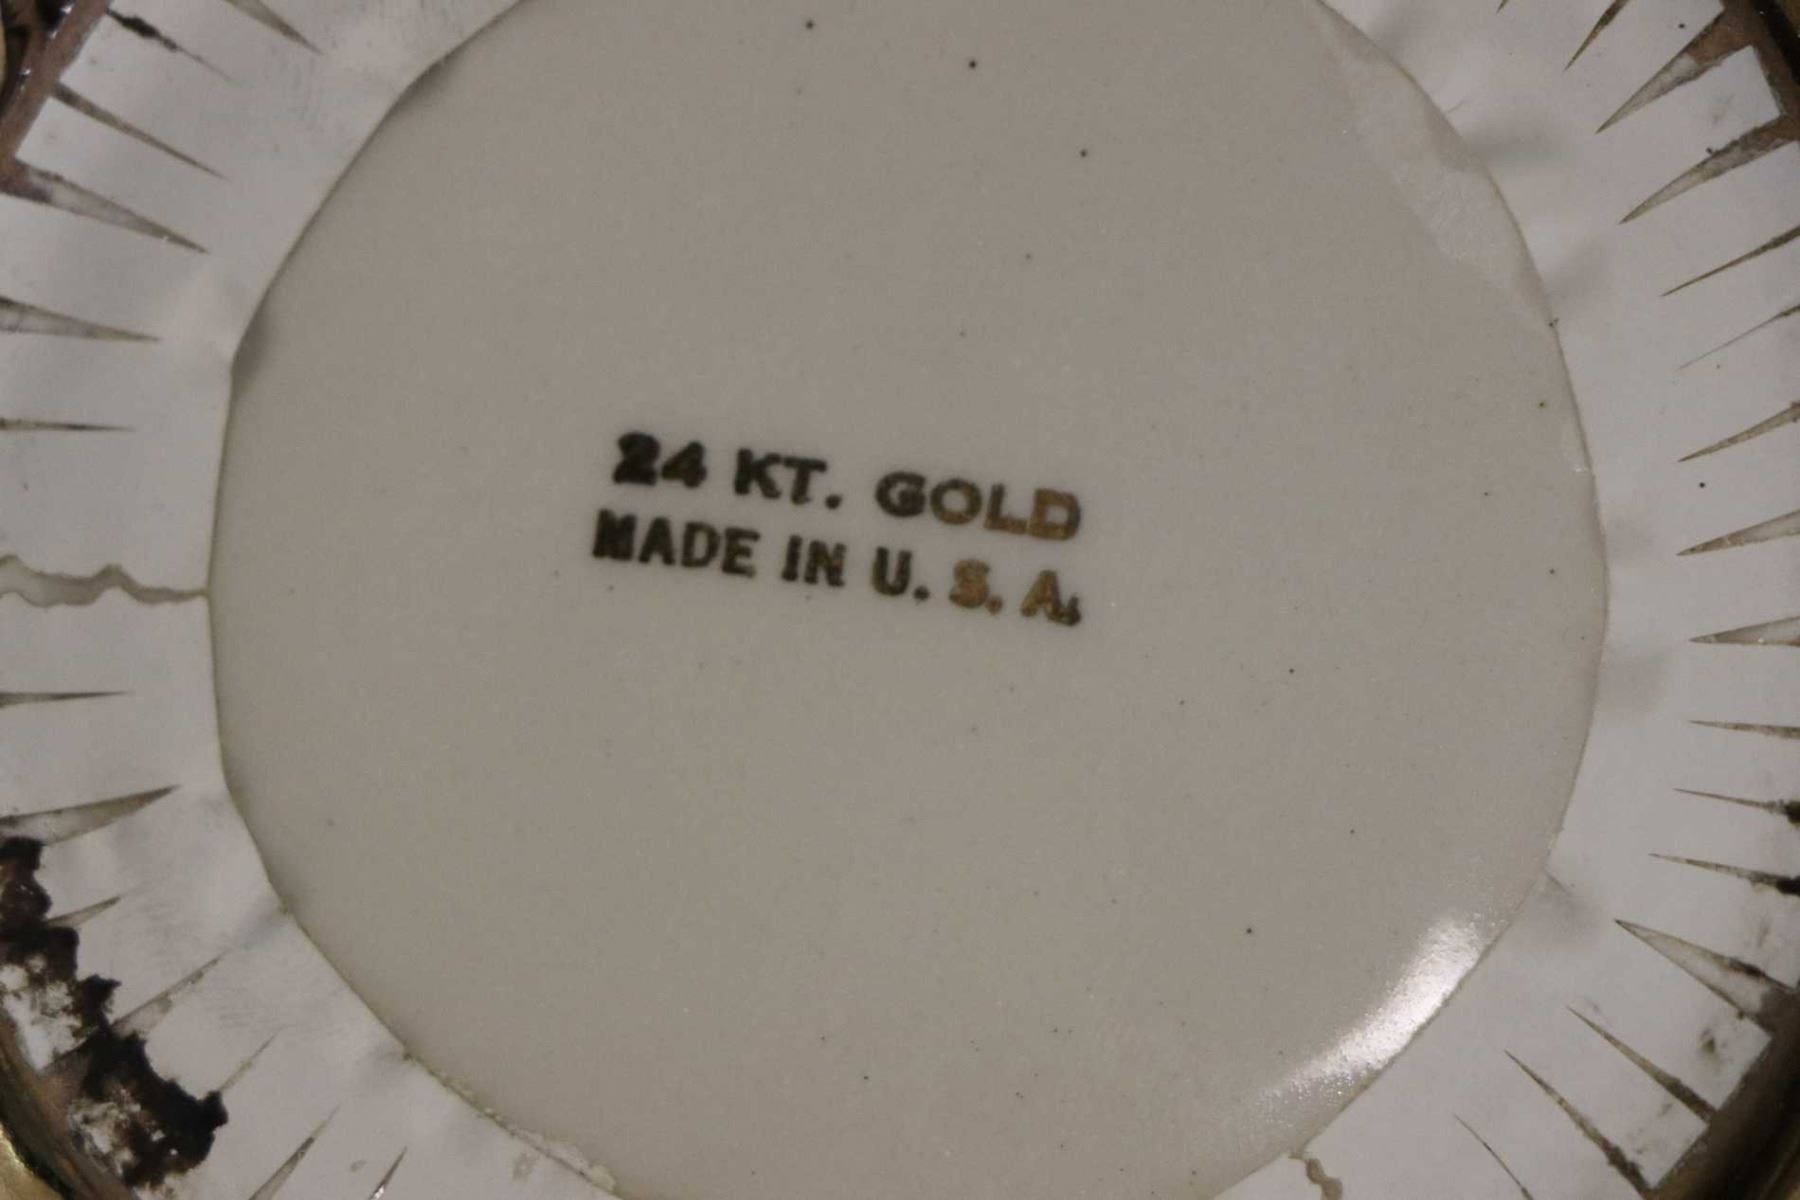 24 KT. GOLD
MADE IN U. S. A.